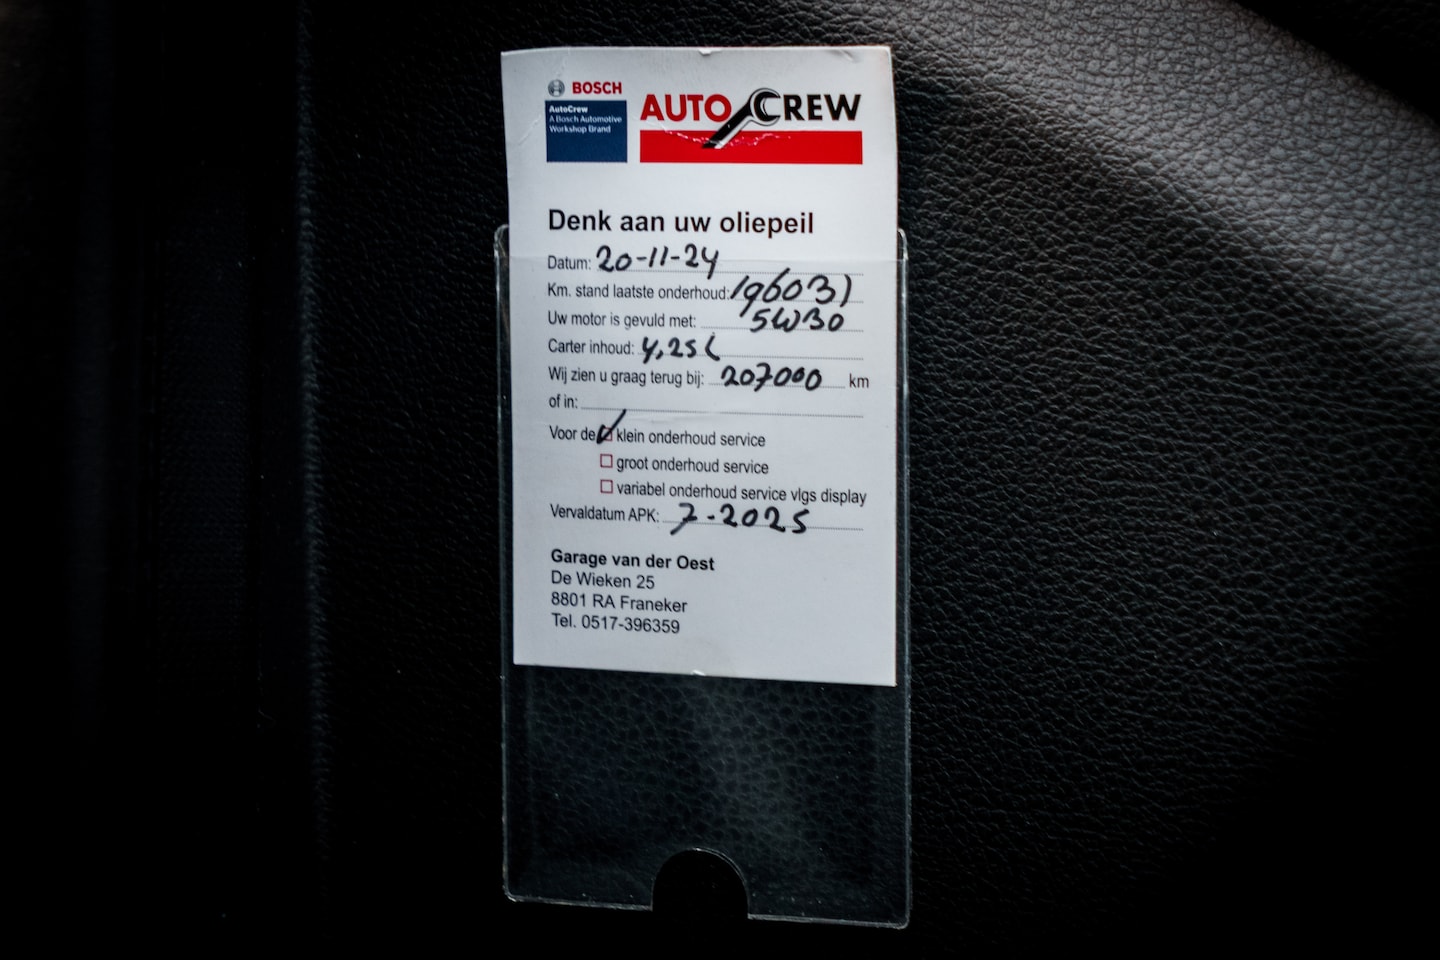 BOSCH
AutoCrew
A Bosch Automotive
Workshop Brand
AUTO CREW
Denk aan uw oliepeil
Datum: 20-11-24
Km. stand laatste onderhoud: 196031
Uw motor is gevuld met: 5W30
Carter inhoud: 4,25 L
Wij zien u graag terug bij: 207000 km
of in:
Voor de klein onderhoud service
groot onderhoud service
variabel onderhoud service vlgs display
Vervaldatum APK: 7-2025
Garage van der Oest
De Wieken 25
8801 RA Franeker
Tel. 0517-396359